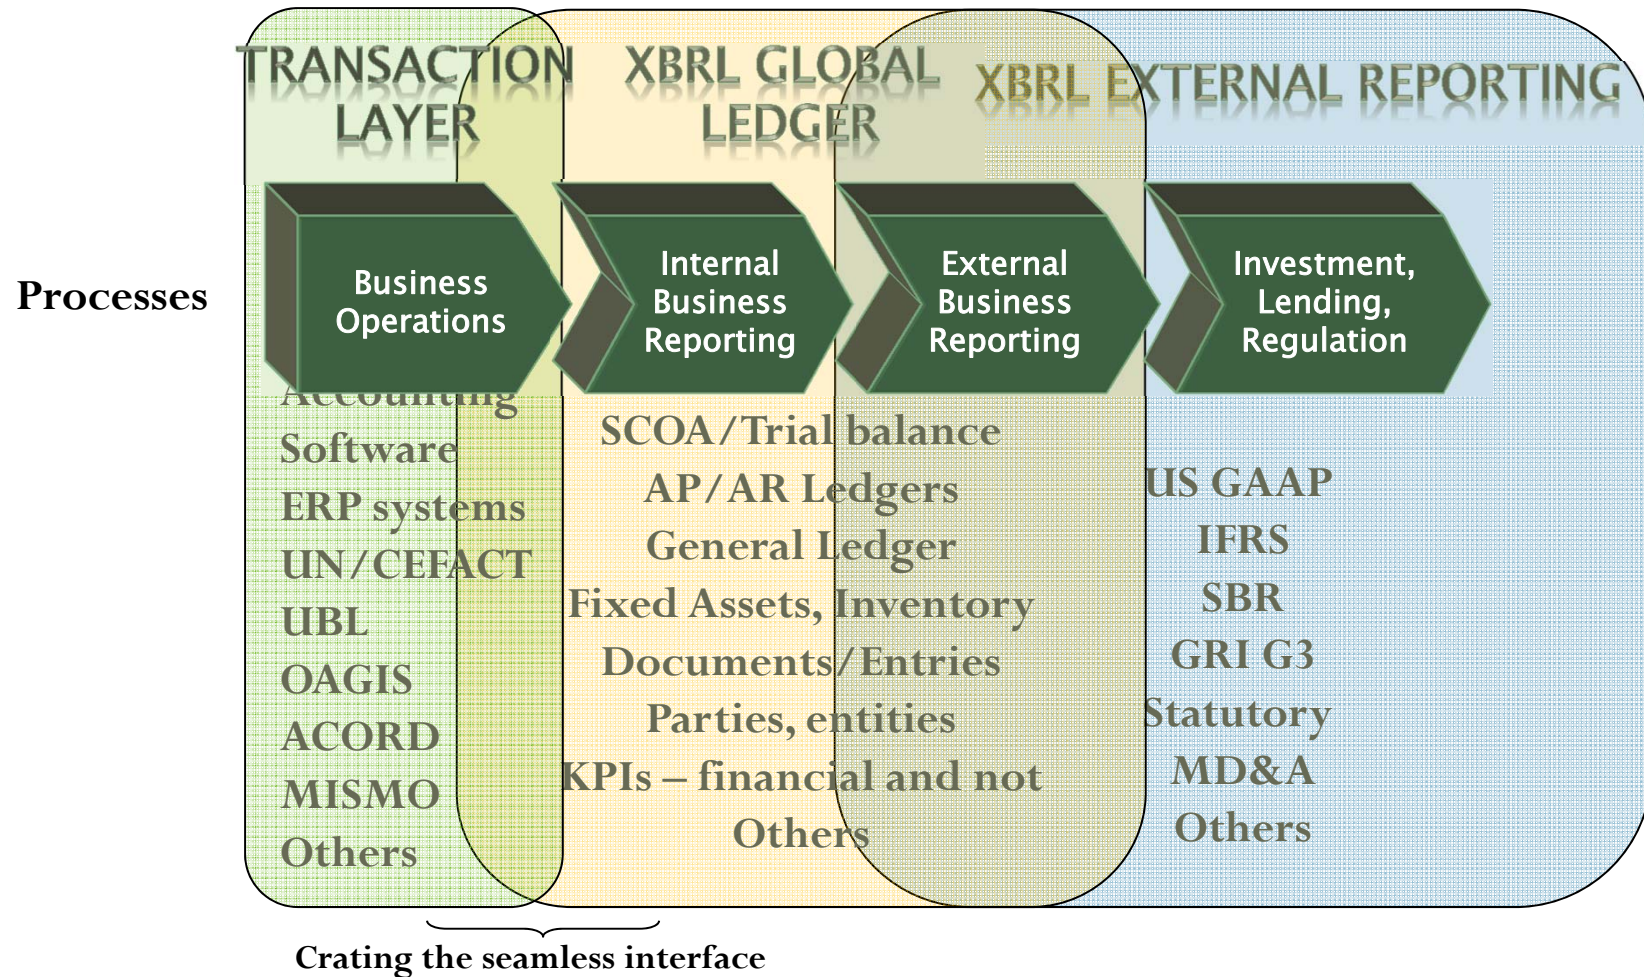 TRANSACTION
LAYER
XBRL GLOBAL
LEDGER
XBRL EXTERNAL REPORTING
Processes
Business
Operations
Internal
Business
Reporting
External
Business
Reporting
Investment,
Lending,
Regulation
Accounting
Software
ERP systems
UN/CEFACT
UBL
OAGIS
ACORD
MISMO
Others
SCOA/Trial balance
AP/AR Ledgers
General Ledger
Fixed Assets, Inventory
Documents/Entries
Parties, entities
KPIs – financial and not
Others
US GAAP
IFRS
SBR
GRI G3
Statutory
MD&A
Others
Crating the seamless interface